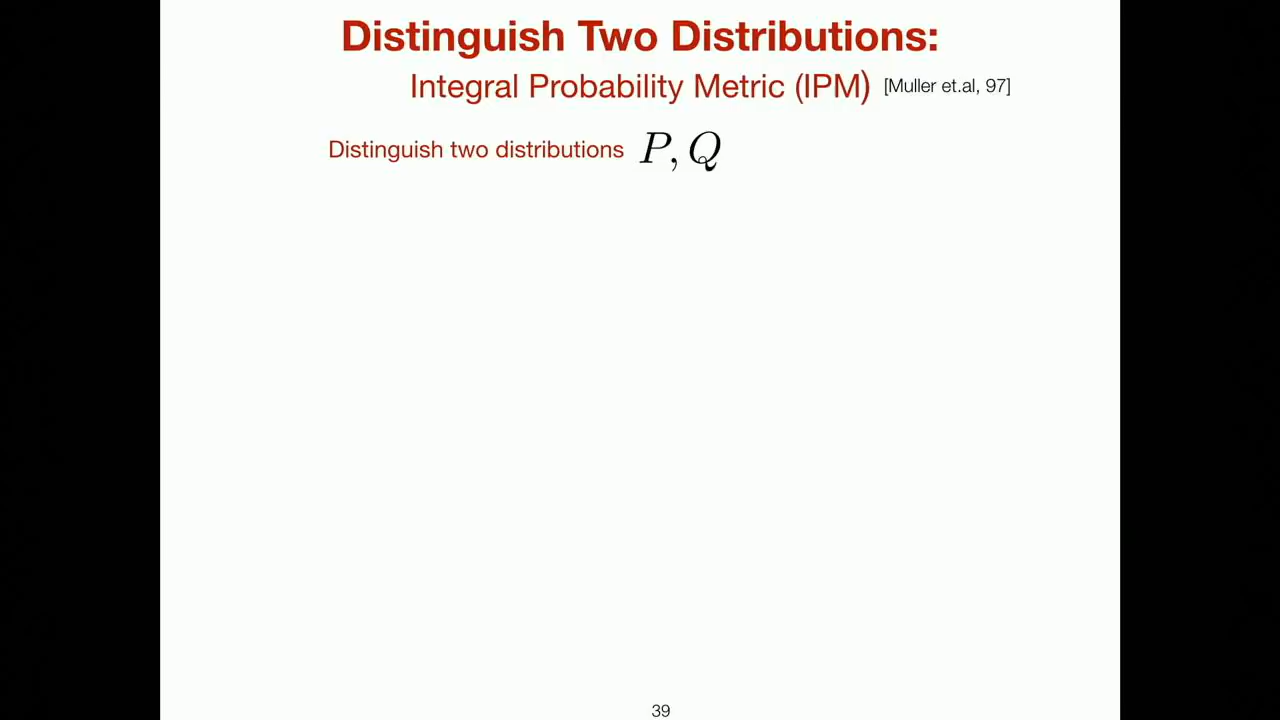 Distinguish Two Distributions:
Integral Probability Metric (IPM) [Muller et.al, 97]
Distinguish two distributions P, Q
39